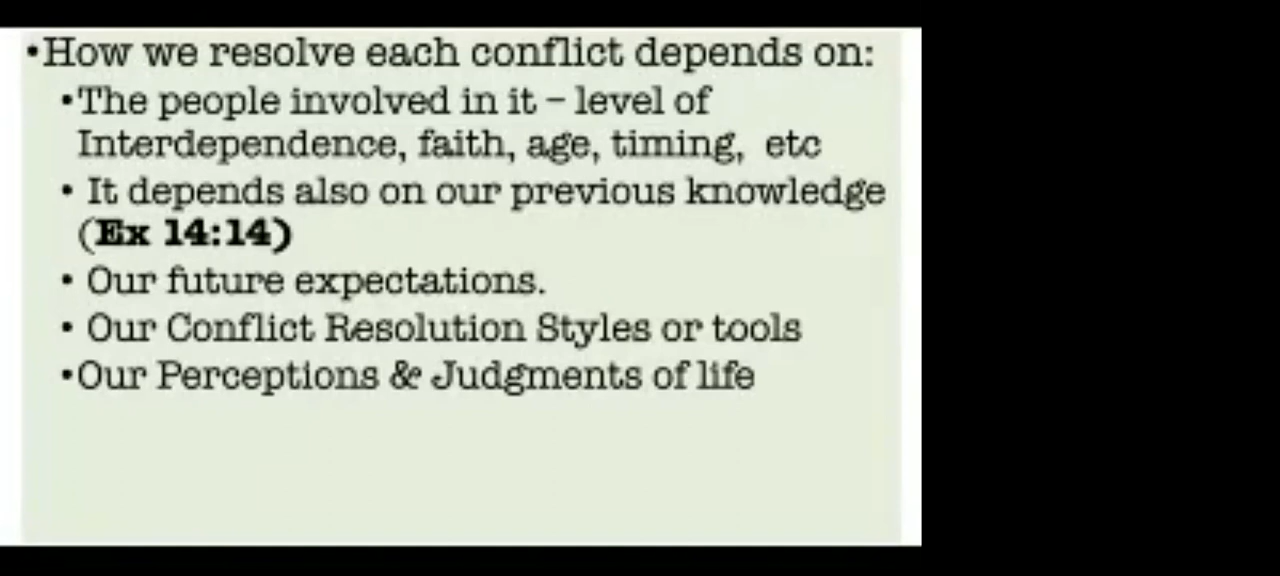 •How we resolve each conflict depends on:
•The people involved in it – level of
Interdependence, faith, age, timing, etc
• It depends also on our previous knowledge
(Ex 14:14)
• Our future expectations.
• Our Conflict Resolution Styles or tools
•Our Perceptions & Judgments of life